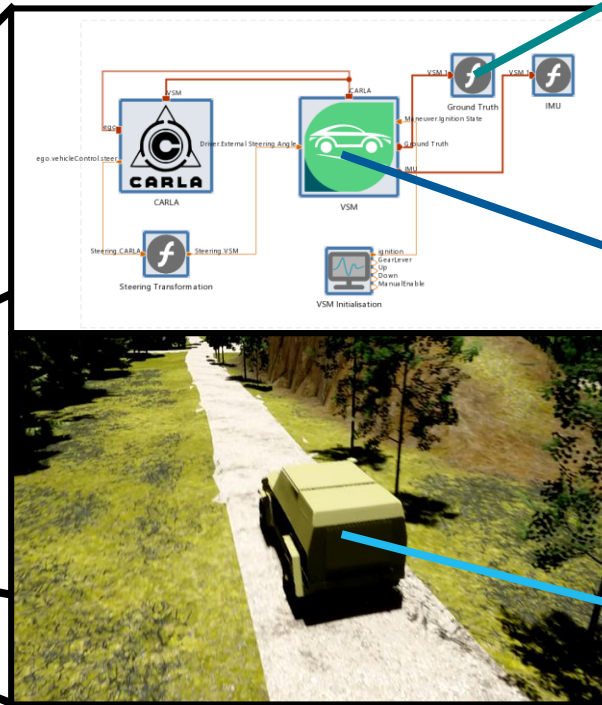 VSM
CARLA
VSM 1
VSM 1
Ground Truth
IMU
ego
Maneuver.Ignition State
ego.vehicleControl.steer
Driver.External Steering Angle
Ground Truth
IMU
CARLA
CARLA
VSM
Steering.CARLA
Steering.VSM
Steering Transformation
ignition
GearLever
Up
Down
ManualEnable
VSM Initialisation